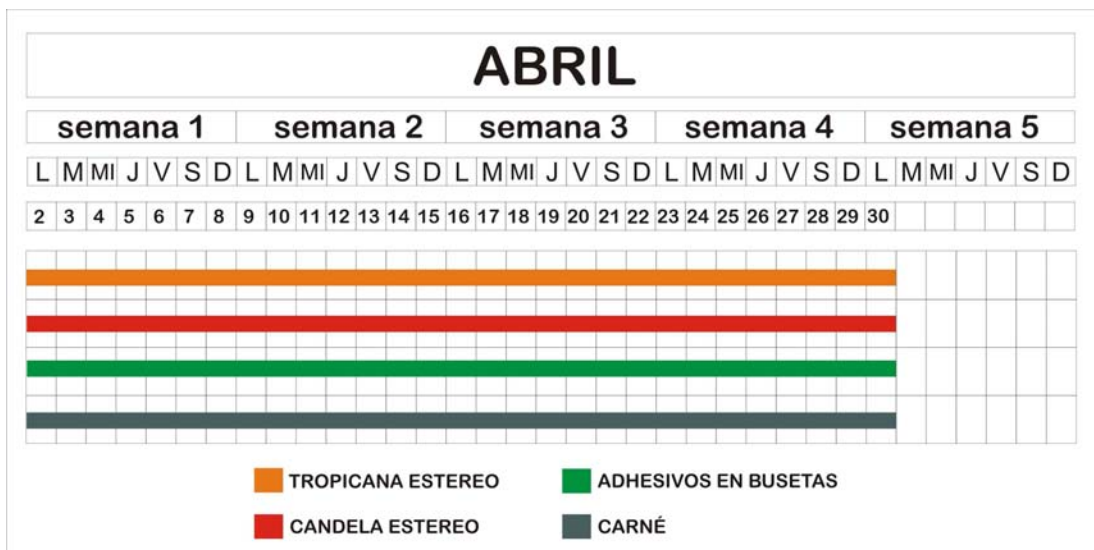 ABRIL
semana 1 semana 2 semana 3 semana 4 semana 5
L M MI J V S D L M MI J V S D L M MI J V S D L M MI J V S D L M MI J V S D
2 3 4 5 6 7 8 9 10 11 12 13 14 15 16 17 18 19 20 21 22 23 24 25 26 27 28 29 30
TROPICANA ESTEREO ADHESIVOS EN BUSETAS
CANDELA ESTEREO CARNÉ